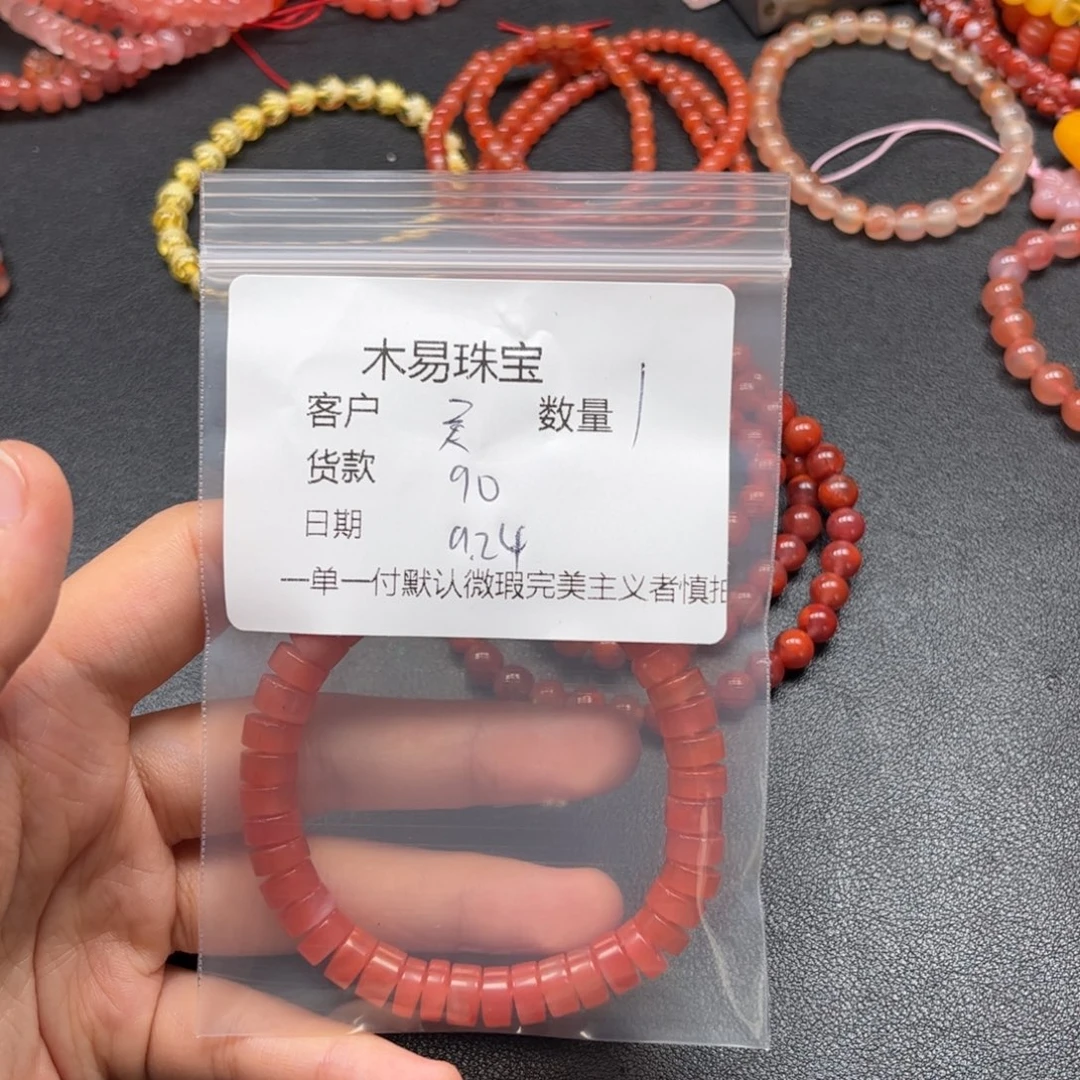 木易珠宝
客户 数量 1
货款 90
日期 9.24
一单一付默认微瑕完美主义者慎拍